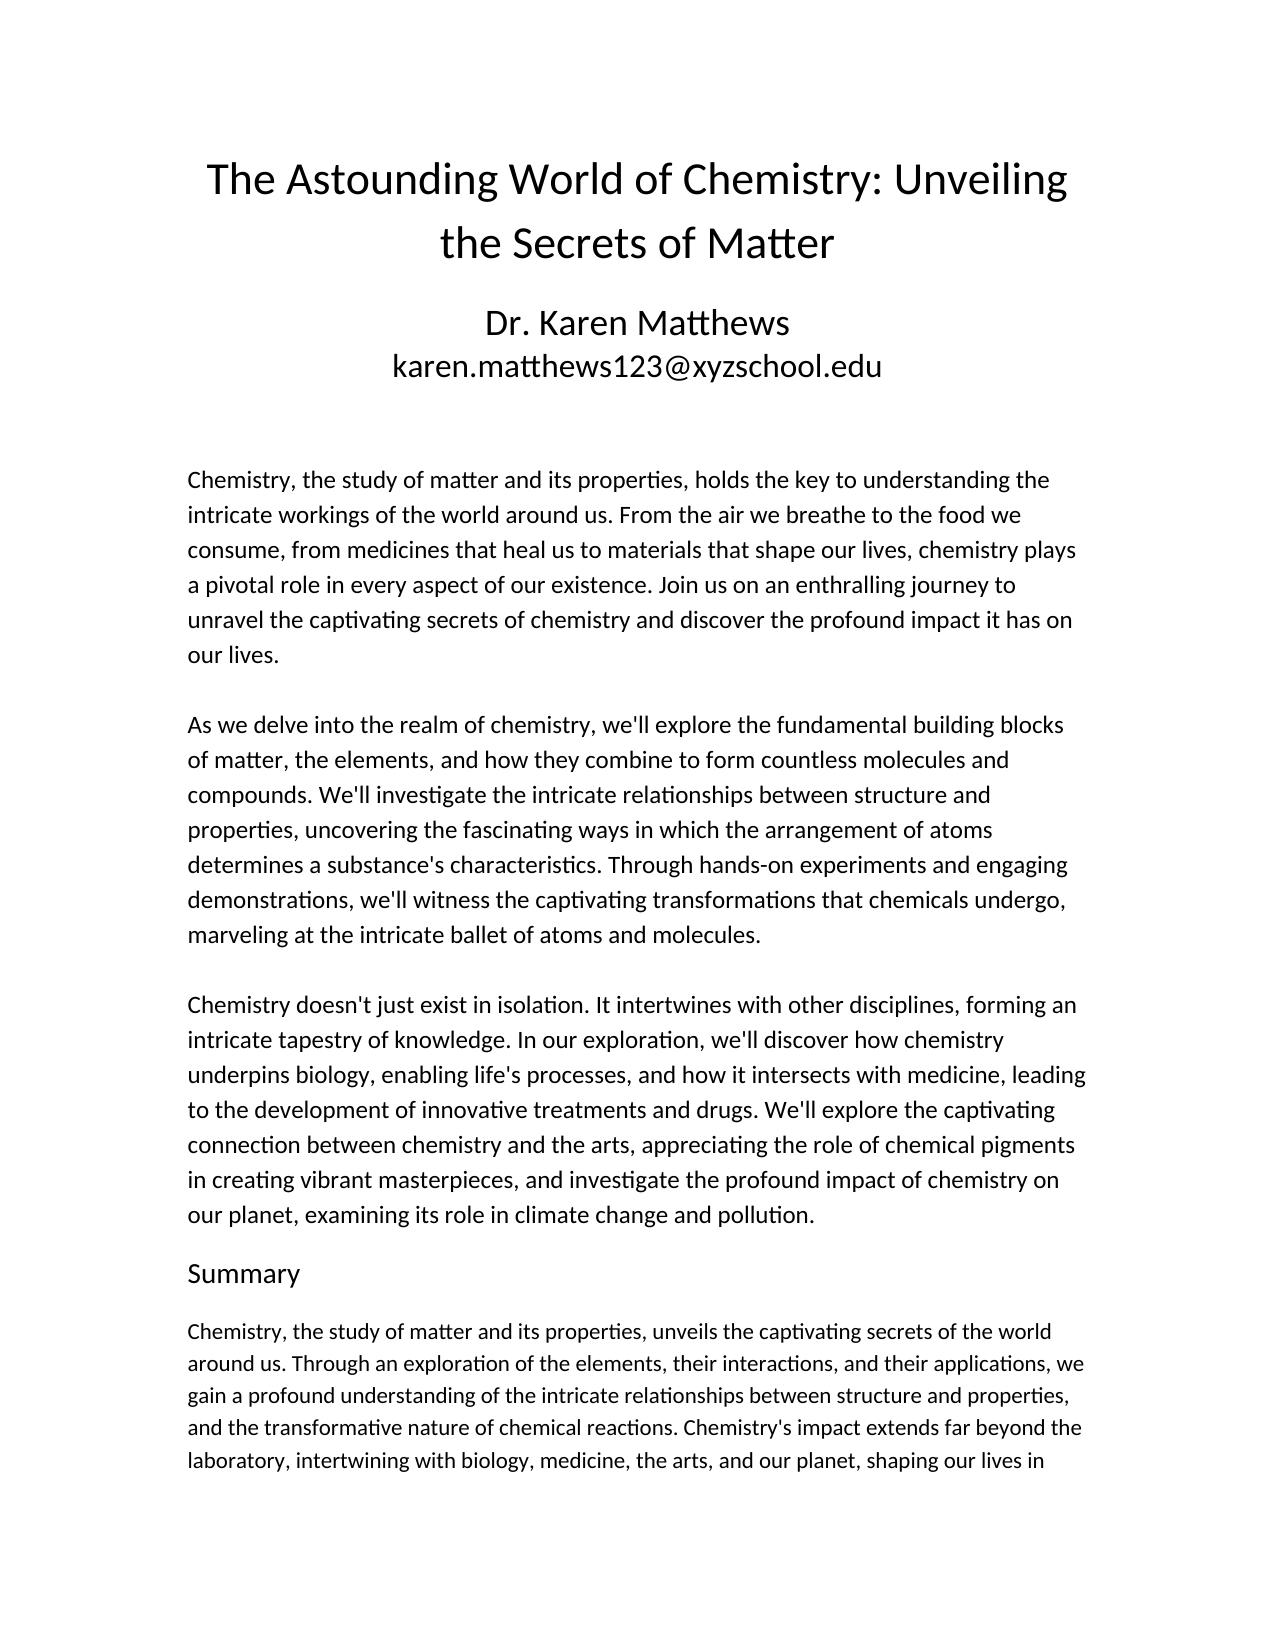 The Astounding World of Chemistry: Unveiling
the Secrets of Matter
Dr. Karen Matthews
karen.matthews123@xyzschool.edu
Chemistry, the study of matter and its properties, holds the key to understanding the
intricate workings of the world around us. From the air we breathe to the food we
consume, from medicines that heal us to materials that shape our lives, chemistry plays
a pivotal role in every aspect of our existence. Join us on an enthralling journey to
unravel the captivating secrets of chemistry and discover the profound impact it has on
our lives.
As we delve into the realm of chemistry, we'll explore the fundamental building blocks
of matter, the elements, and how they combine to form countless molecules and
compounds. We'll investigate the intricate relationships between structure and
properties, uncovering the fascinating ways in which the arrangement of atoms
determines a substance's characteristics. Through hands-on experiments and engaging
demonstrations, we'll witness the captivating transformations that chemicals undergo,
marveling at the intricate ballet of atoms and molecules.
Chemistry doesn't just exist in isolation. It intertwines with other disciplines, forming an
intricate tapestry of knowledge. In our exploration, we'll discover how chemistry
underpins biology, enabling life's processes, and how it intersects with medicine, leading
to the development of innovative treatments and drugs. We'll explore the captivating
connection between chemistry and the arts, appreciating the role of chemical pigments
in creating vibrant masterpieces, and investigate the profound impact of chemistry on
our planet, examining its role in climate change and pollution.
Summary
Chemistry, the study of matter and its properties, unveils the captivating secrets of the world
around us. Through an exploration of the elements, their interactions, and their applications, we
gain a profound understanding of the intricate relationships between structure and properties,
and the transformative nature of chemical reactions. Chemistry's impact extends far beyond the
laboratory, intertwining with biology, medicine, the arts, and our planet, shaping our lives in